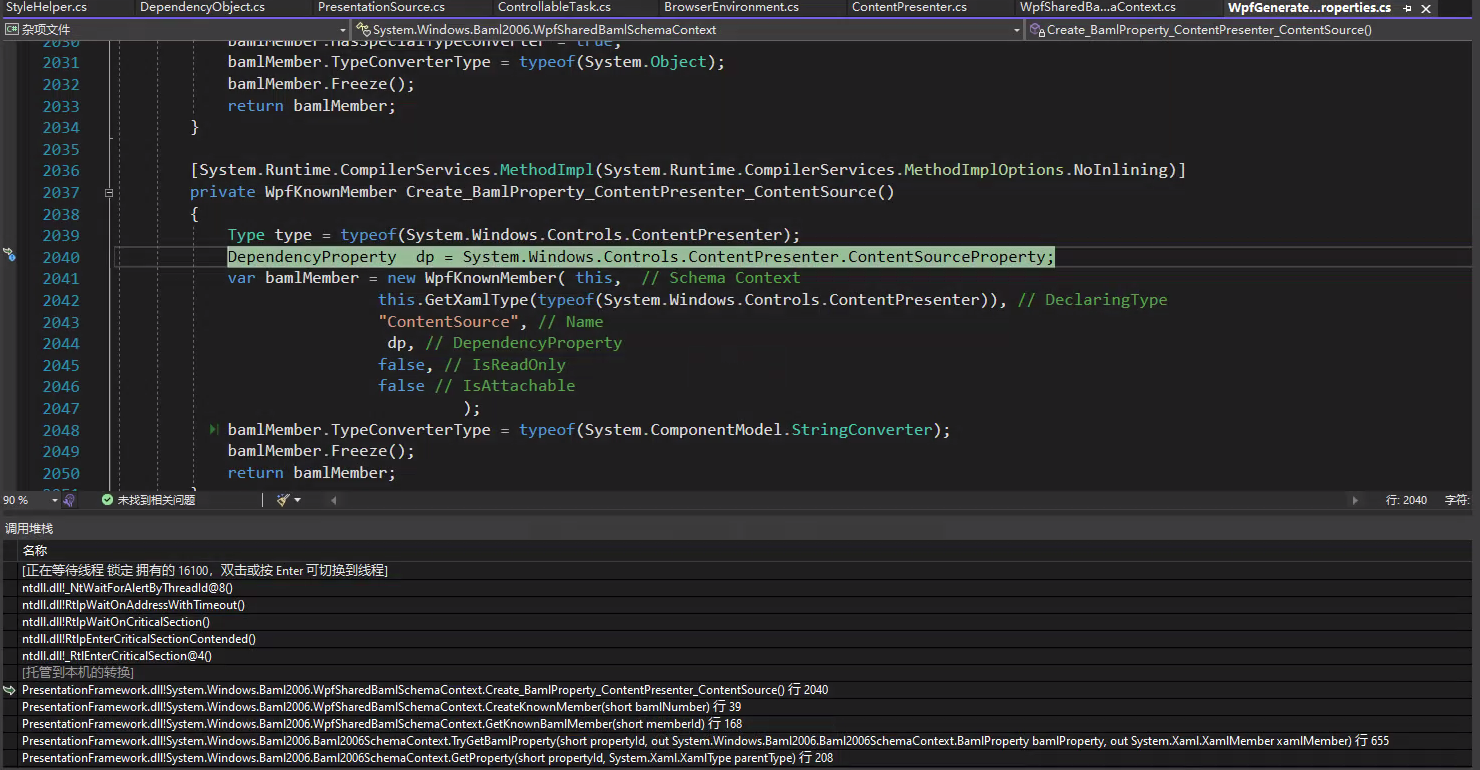 StyleHelper.cs DependencyObject.cs PresentationSource.cs ControllableTask.cs BrowserEnvironment.cs ContentPresenter.cs WpfSharedBa...aContext.cs WpfGenerate...roperties.cs
杂项文件 System.Windows.Baml2006.WpfSharedBamlSchemaContext Create_BamlProperty_ContentPresenter_ContentSource()
2030 bamlMember.HasSpecialTypeConverter = true;
2031 bamlMember.TypeConverterType = typeof(System.Object);
2032 bamlMember.Freeze();
2033 return bamlMember;
2034 }
2035
2036 [System.Runtime.CompilerServices.MethodImpl(System.Runtime.CompilerServices.MethodImplOptions.NoInlining)]
2037 private WpfKnownMember Create_BamlProperty_ContentPresenter_ContentSource()
2038 {
2039 Type type = typeof(System.Windows.Controls.ContentPresenter);
2040 DependencyProperty  dp = System.Windows.Controls.ContentPresenter.ContentSourceProperty;
2041 var bamlMember = new WpfKnownMember( this,  // Schema Context
2042 this.GetXamlType(typeof(System.Windows.Controls.ContentPresenter)), // DeclaringType
2043 "ContentSource", // Name
2044 dp, // DependencyProperty
2045 false, // IsReadOnly
2046 false // IsAttachable
2047 );
2048 bamlMember.TypeConverterType = typeof(System.ComponentModel.StringConverter);
2049 bamlMember.Freeze();
2050 return bamlMember;
2051 }
90 % 未找到相关问题 行: 2040 字符:
调用堆栈
名称
[正在等待线程 锁定 拥有的 16100，双击或按 Enter 可切换到线程]
ntdll.dll!_NtWaitForAlertByThreadId@8()
ntdll.dll!RtlpWaitOnAddressWithTimeout()
ntdll.dll!RtlpWaitOnCriticalSection()
ntdll.dll!RtlpEnterCriticalSectionContended()
ntdll.dll!_RtlEnterCriticalSection@4()
[托管到本机的转换]
PresentationFramework.dll!System.Windows.Baml2006.WpfSharedBamlSchemaContext.Create_BamlProperty_ContentPresenter_ContentSource() 行 2040
PresentationFramework.dll!System.Windows.Baml2006.WpfSharedBamlSchemaContext.CreateKnownMember(short bamlNumber) 行 39
PresentationFramework.dll!System.Windows.Baml2006.WpfSharedBamlSchemaContext.GetKnownBamlMember(short memberId) 行 168
PresentationFramework.dll!System.Windows.Baml2006.Baml2006SchemaContext.TryGetBamlProperty(short propertyId, out System.Windows.Baml2006.Baml2006SchemaContext.BamlProperty bamlProperty, out System.Xaml.XamlMember xamlMember) 行 655
PresentationFramework.dll!System.Windows.Baml2006.Baml2006SchemaContext.GetProperty(short propertyId, System.Xaml.XamlType parentType) 行 208